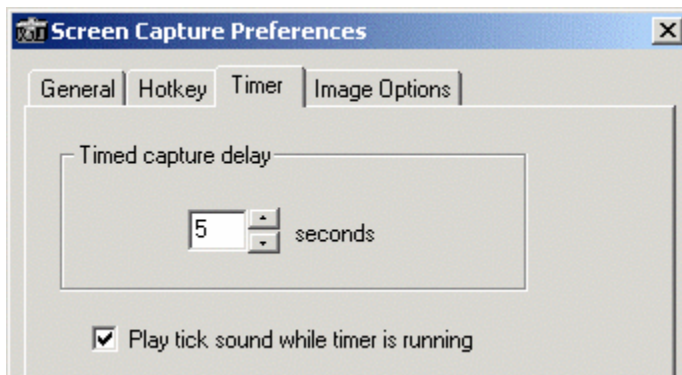 Screen Capture Preferences
General Hotkey Timer Image Options
Timed capture delay
5 seconds
Play tick sound while timer is running